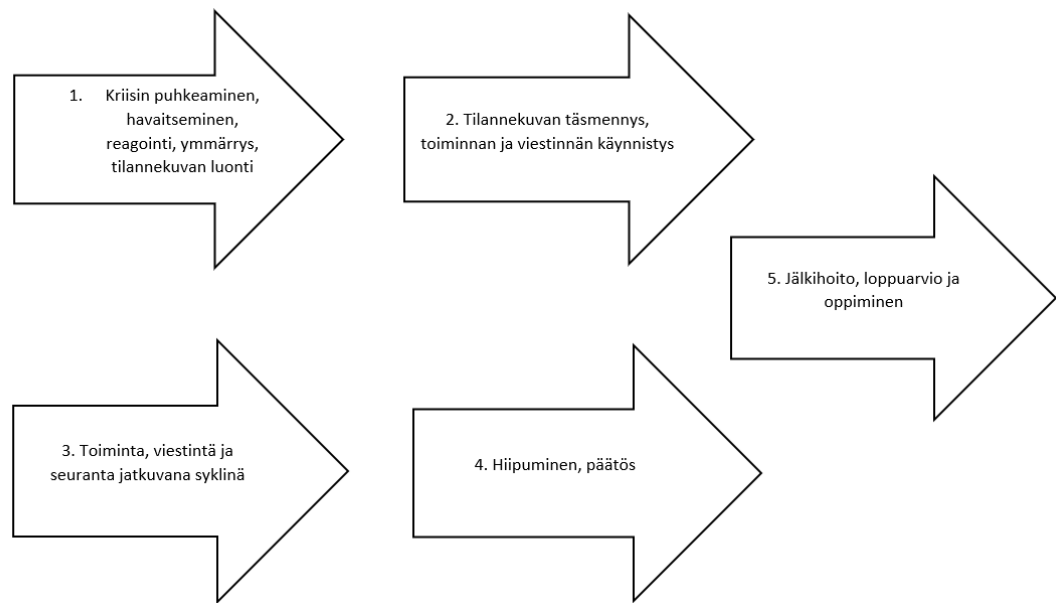 1. Kriisin puhkeaminen,
havaitseminen,
reagointi, ymmärrys,
tilannekuvan luonti
2. Tilannekuvan täsmennys,
toiminnan ja viestinnän käynnistys
3. Toiminta, viestintä ja
seuranta jatkuvana syklinä
4. Hiipuminen, päätös
5. Jälkihoito, loppuarvio ja
oppiminen